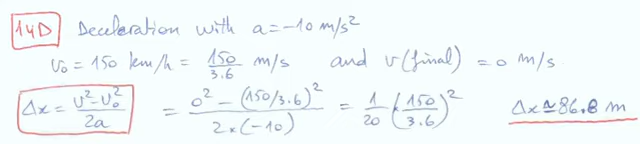 14D Deceleration with a=-10 m/s²
v₀ = 150 km/h = 150/3.6 m/s and v(final) = 0 m/s.
Δx = v²-v₀²/2a = 0² - (150/3.6)²/2×(-10) = 1/20 (150/3.6)² Δx ≃ 86.8 m